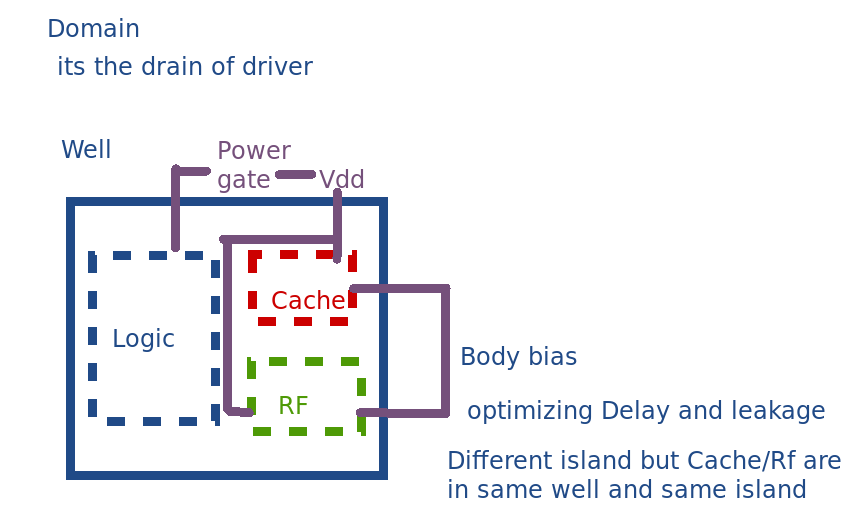 Domain
its the drain of driver
Well
Power
gate
Vdd
Cache
Logic
RF
Body bias
optimizing Delay and leakage
Different island but Cache/Rf are
in same well and same island